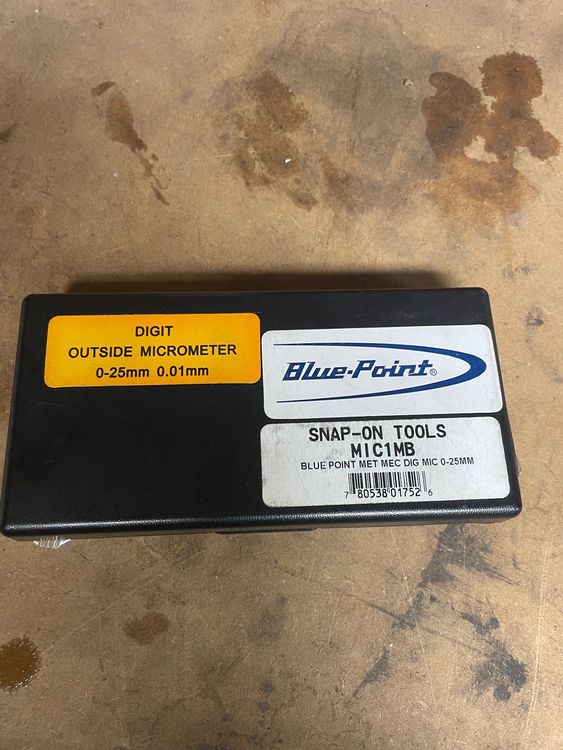 DIGIT
OUTSIDE MICROMETER
0-25mm 0.01mm
Blue-Point®
SNAP-ON TOOLS
MIC1MB
BLUE POINT MET MEC DIG MIC 0-25MM
7 80538 01752 6